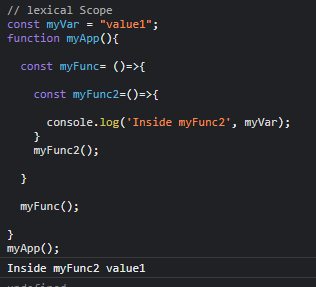 // lexical Scope
const myVar = "value1";
function myApp(){
const myFunc= ()=>{
const myFunc2=()=>{
console.log('Inside myFunc2', myVar);
}
myFunc2();
}
myFunc();
}
myApp();
Inside myFunc2 value1
undefined